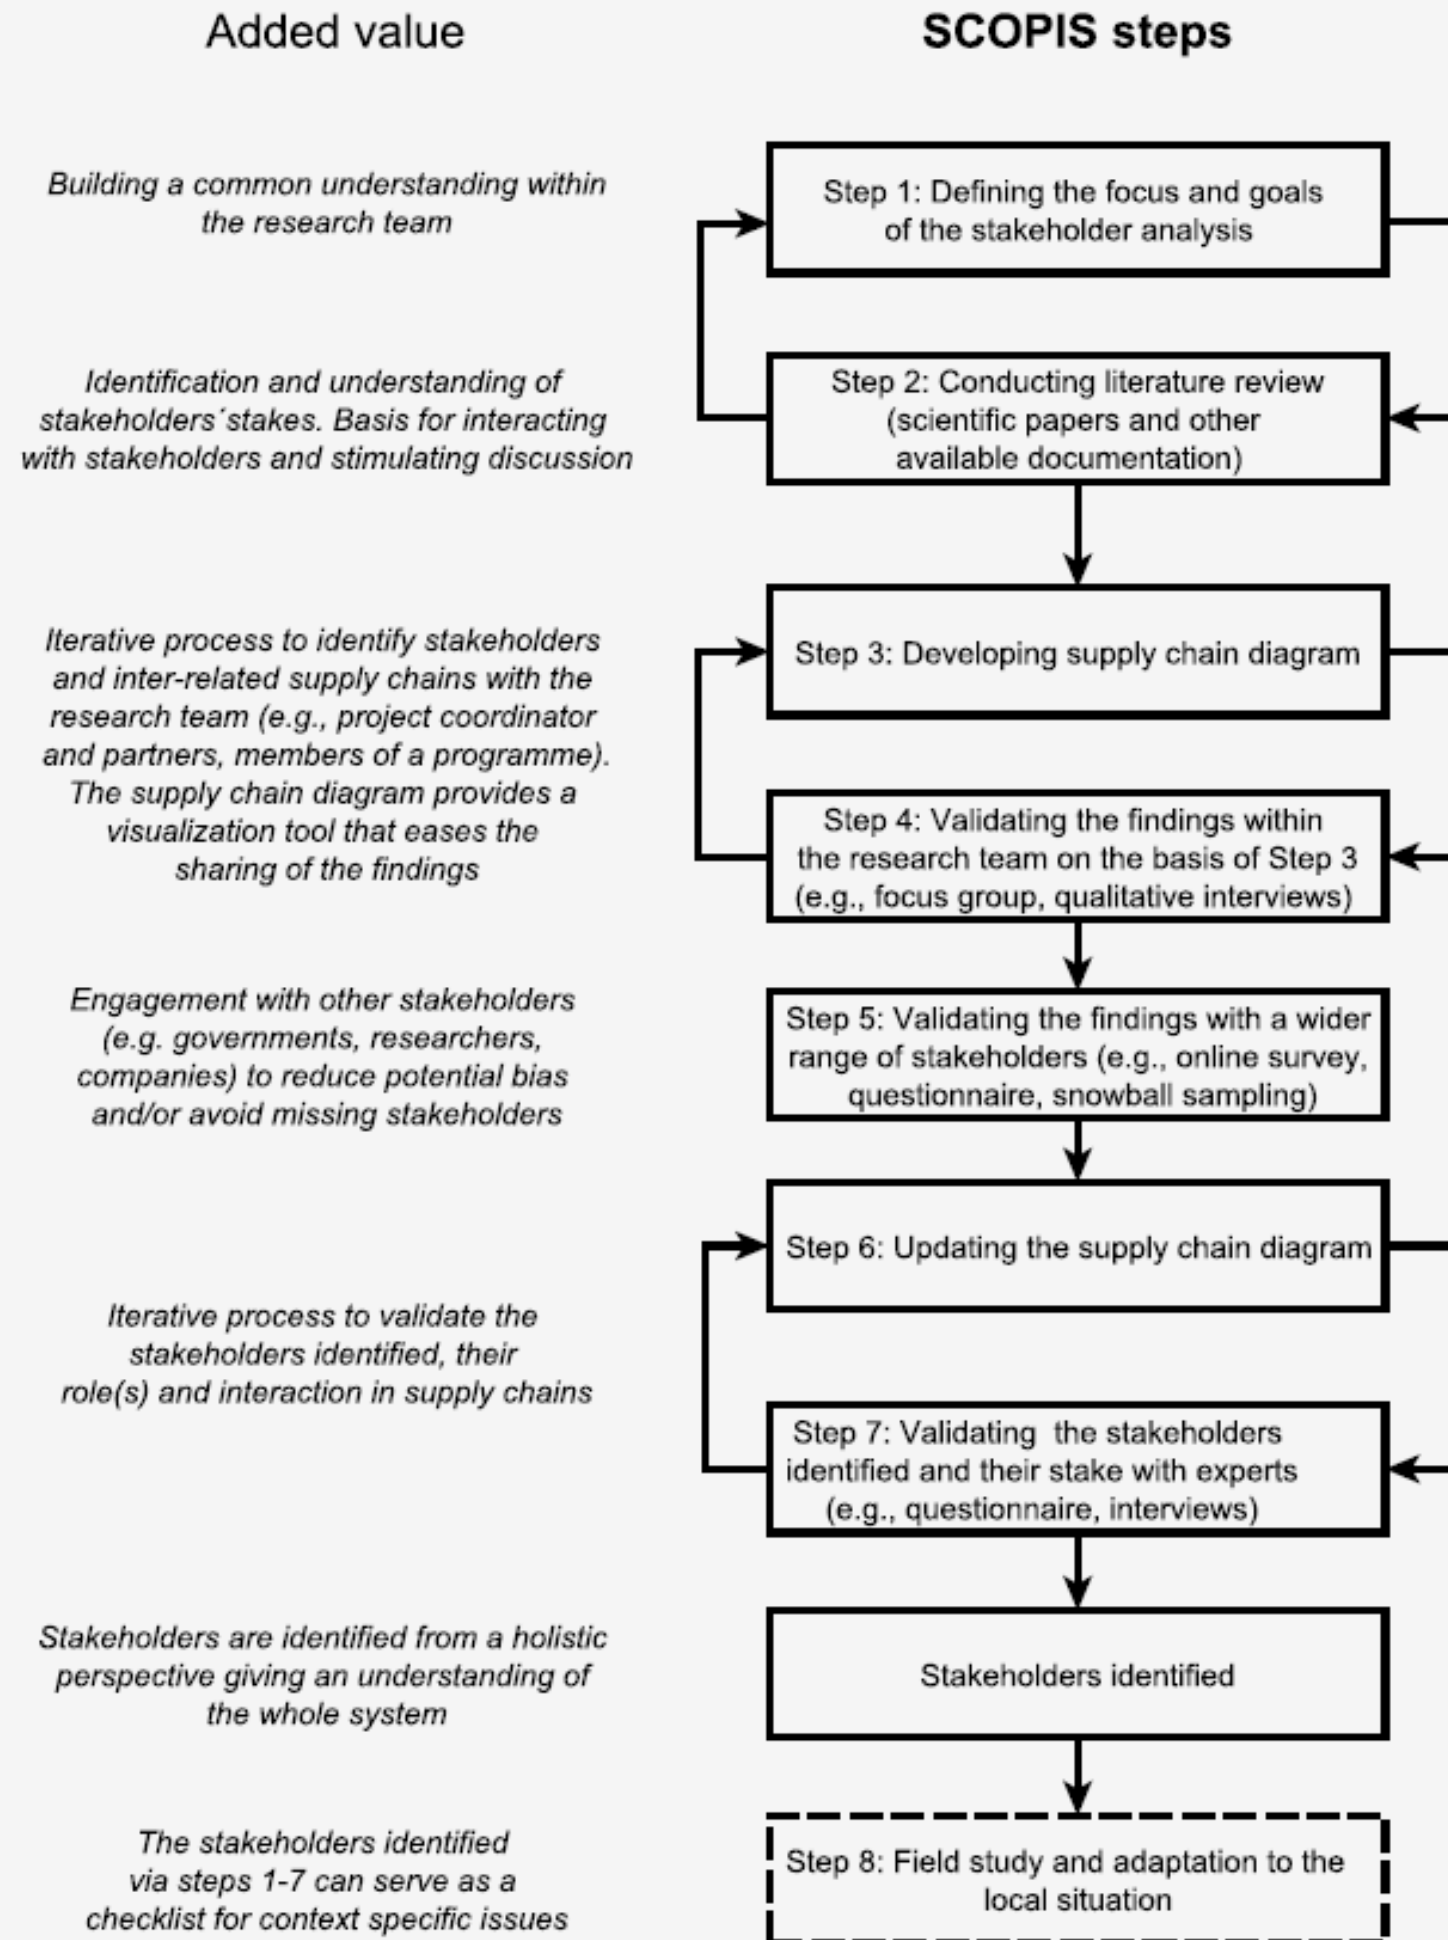 Added value
SCOPIS steps
Building a common understanding within
the research team
Step 1: Defining the focus and goals
of the stakeholder analysis
Identification and understanding of
stakeholders´stakes. Basis for interacting
with stakeholders and stimulating discussion
Step 2: Conducting literature review
(scientific papers and other
available documentation)
Iterative process to identify stakeholders
and inter-related supply chains with the
research team (e.g., project coordinator
and partners, members of a programme).
The supply chain diagram provides a
visualization tool that eases the
sharing of the findings
Step 3: Developing supply chain diagram
Step 4: Validating the findings within
the research team on the basis of Step 3
(e.g., focus group, qualitative interviews)
Engagement with other stakeholders
(e.g. governments, researchers,
companies) to reduce potential bias
and/or avoid missing stakeholders
Step 5: Validating the findings with a wider
range of stakeholders (e.g., online survey,
questionnaire, snowball sampling)
Step 6: Updating the supply chain diagram
Iterative process to validate the
stakeholders identified, their
role(s) and interaction in supply chains
Step 7: Validating  the stakeholders
identified and their stake with experts
(e.g., questionnaire, interviews)
Stakeholders are identified from a holistic
perspective giving an understanding of
the whole system
Stakeholders identified
The stakeholders identified
via steps 1-7 can serve as a
checklist for context specific issues
Step 8: Field study and adaptation to the
local situation